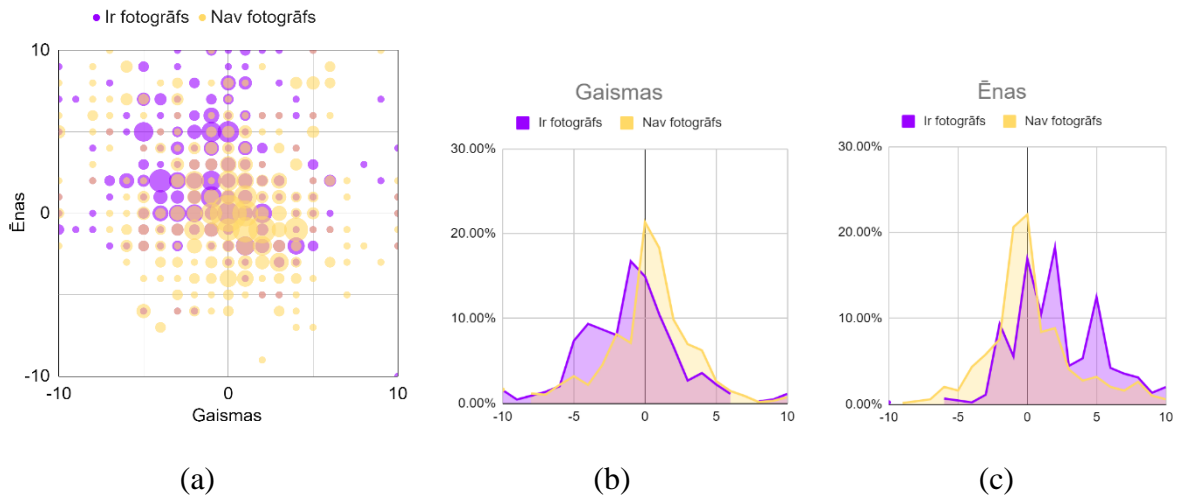 Ir fotogrāfs Nav fotogrāfs
10
0
-10
Ēnas
-10 0 10
Gaismas
(a)
Gaismas
Ir fotogrāfs Nav fotogrāfs
30.00%
20.00%
10.00%
0.00%
-10 -5 0 5 10
(b)
Ēnas
Ir fotogrāfs Nav fotogrāfs
30.00%
20.00%
10.00%
0.00%
-10 -5 0 5 10
(c)